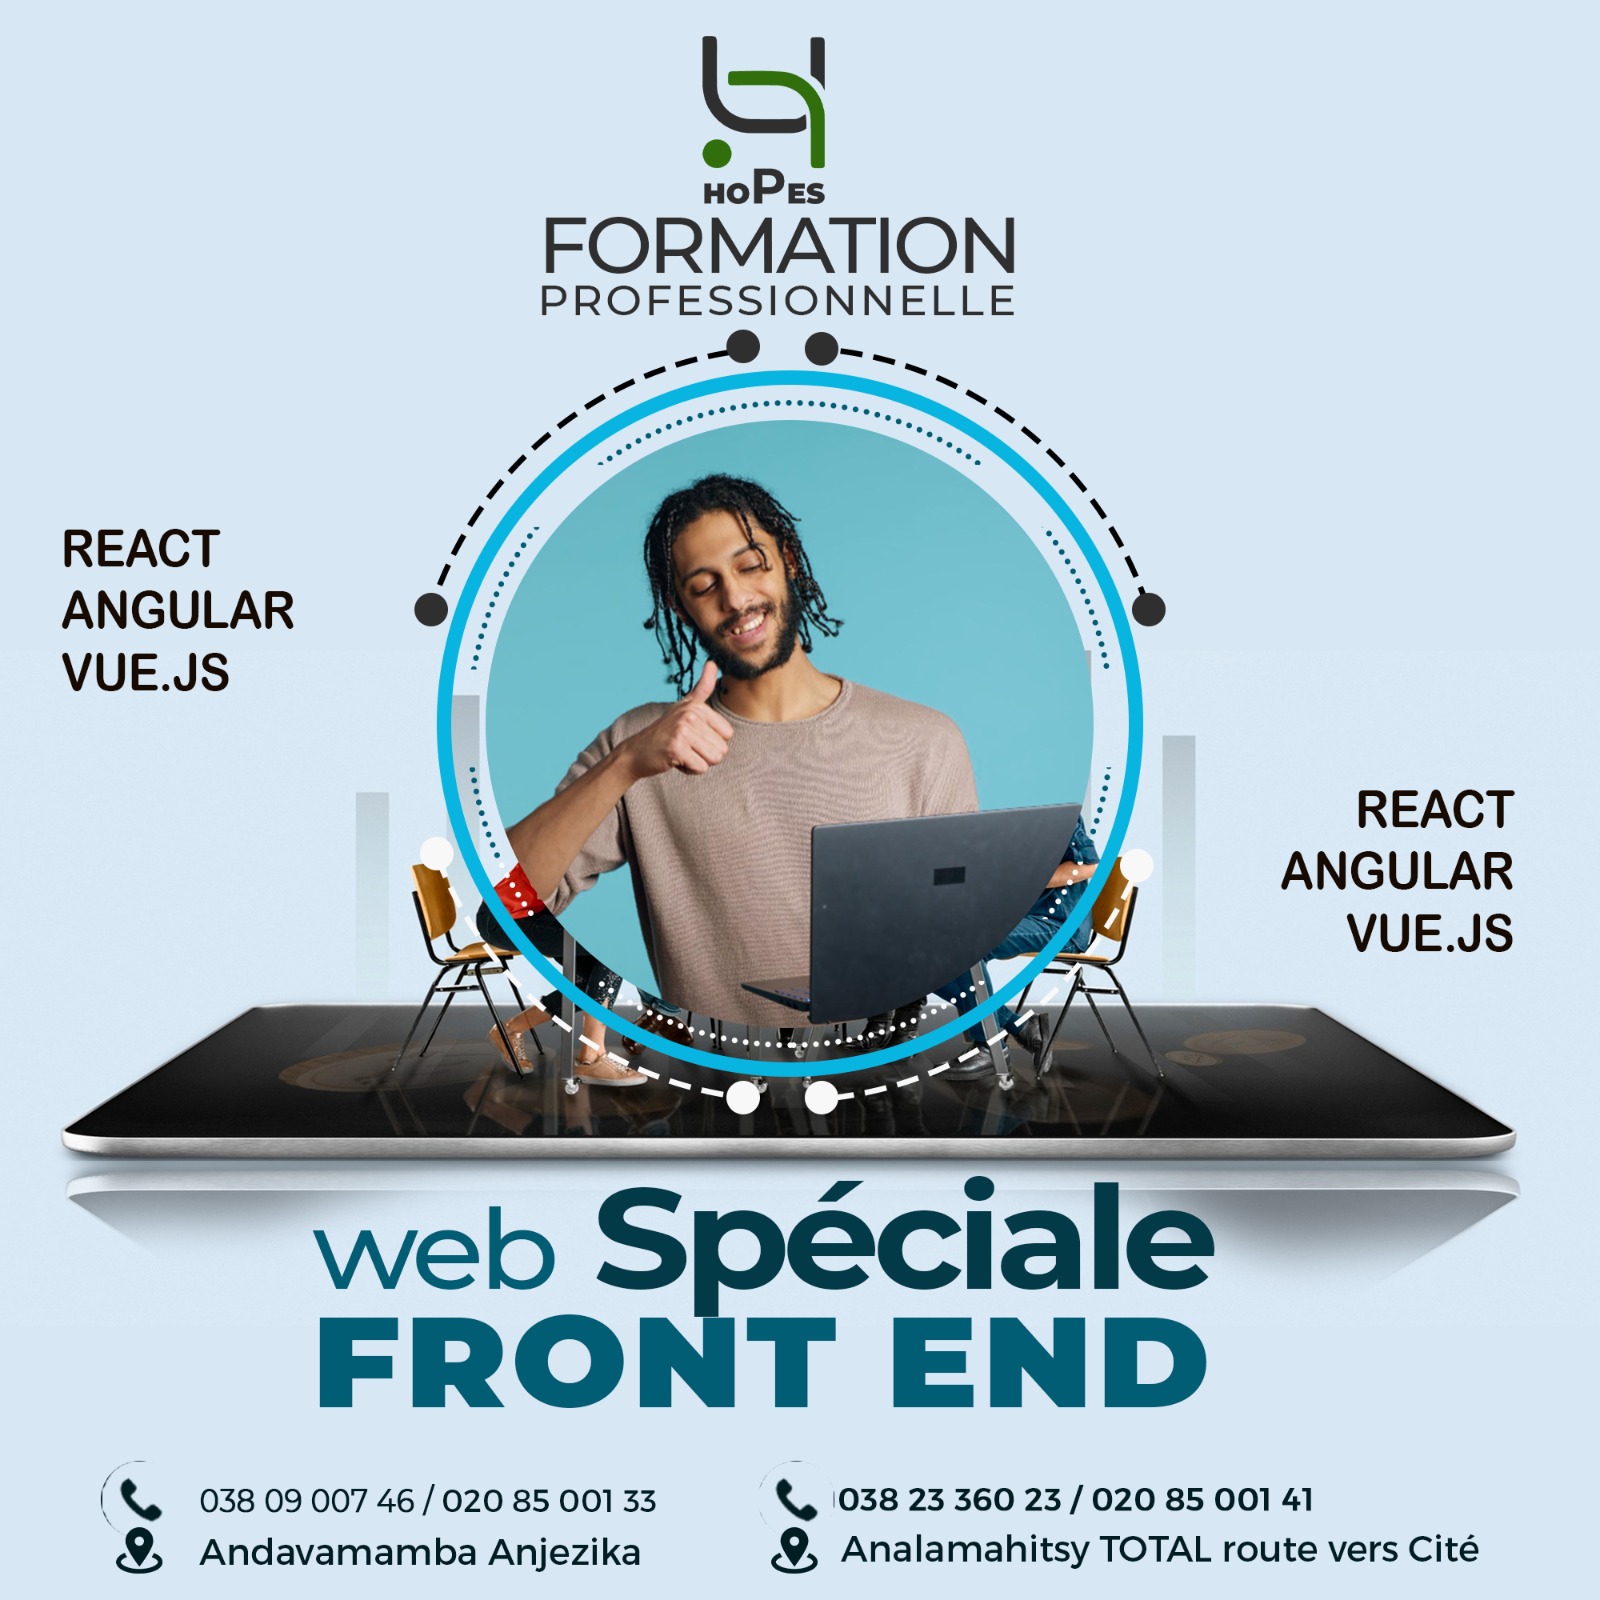 HOPES
FORMATION
PROFESSIONNELLE
REACT
ANGULAR
VUE.JS
REACT
ANGULAR
VUE.JS
web Spéciale
FRONT END
038 09 007 46 / 020 85 001 33
Andavamamba Anjezika
038 23 360 23 / 020 85 001 41
Analamahitsy TOTAL route vers Cité